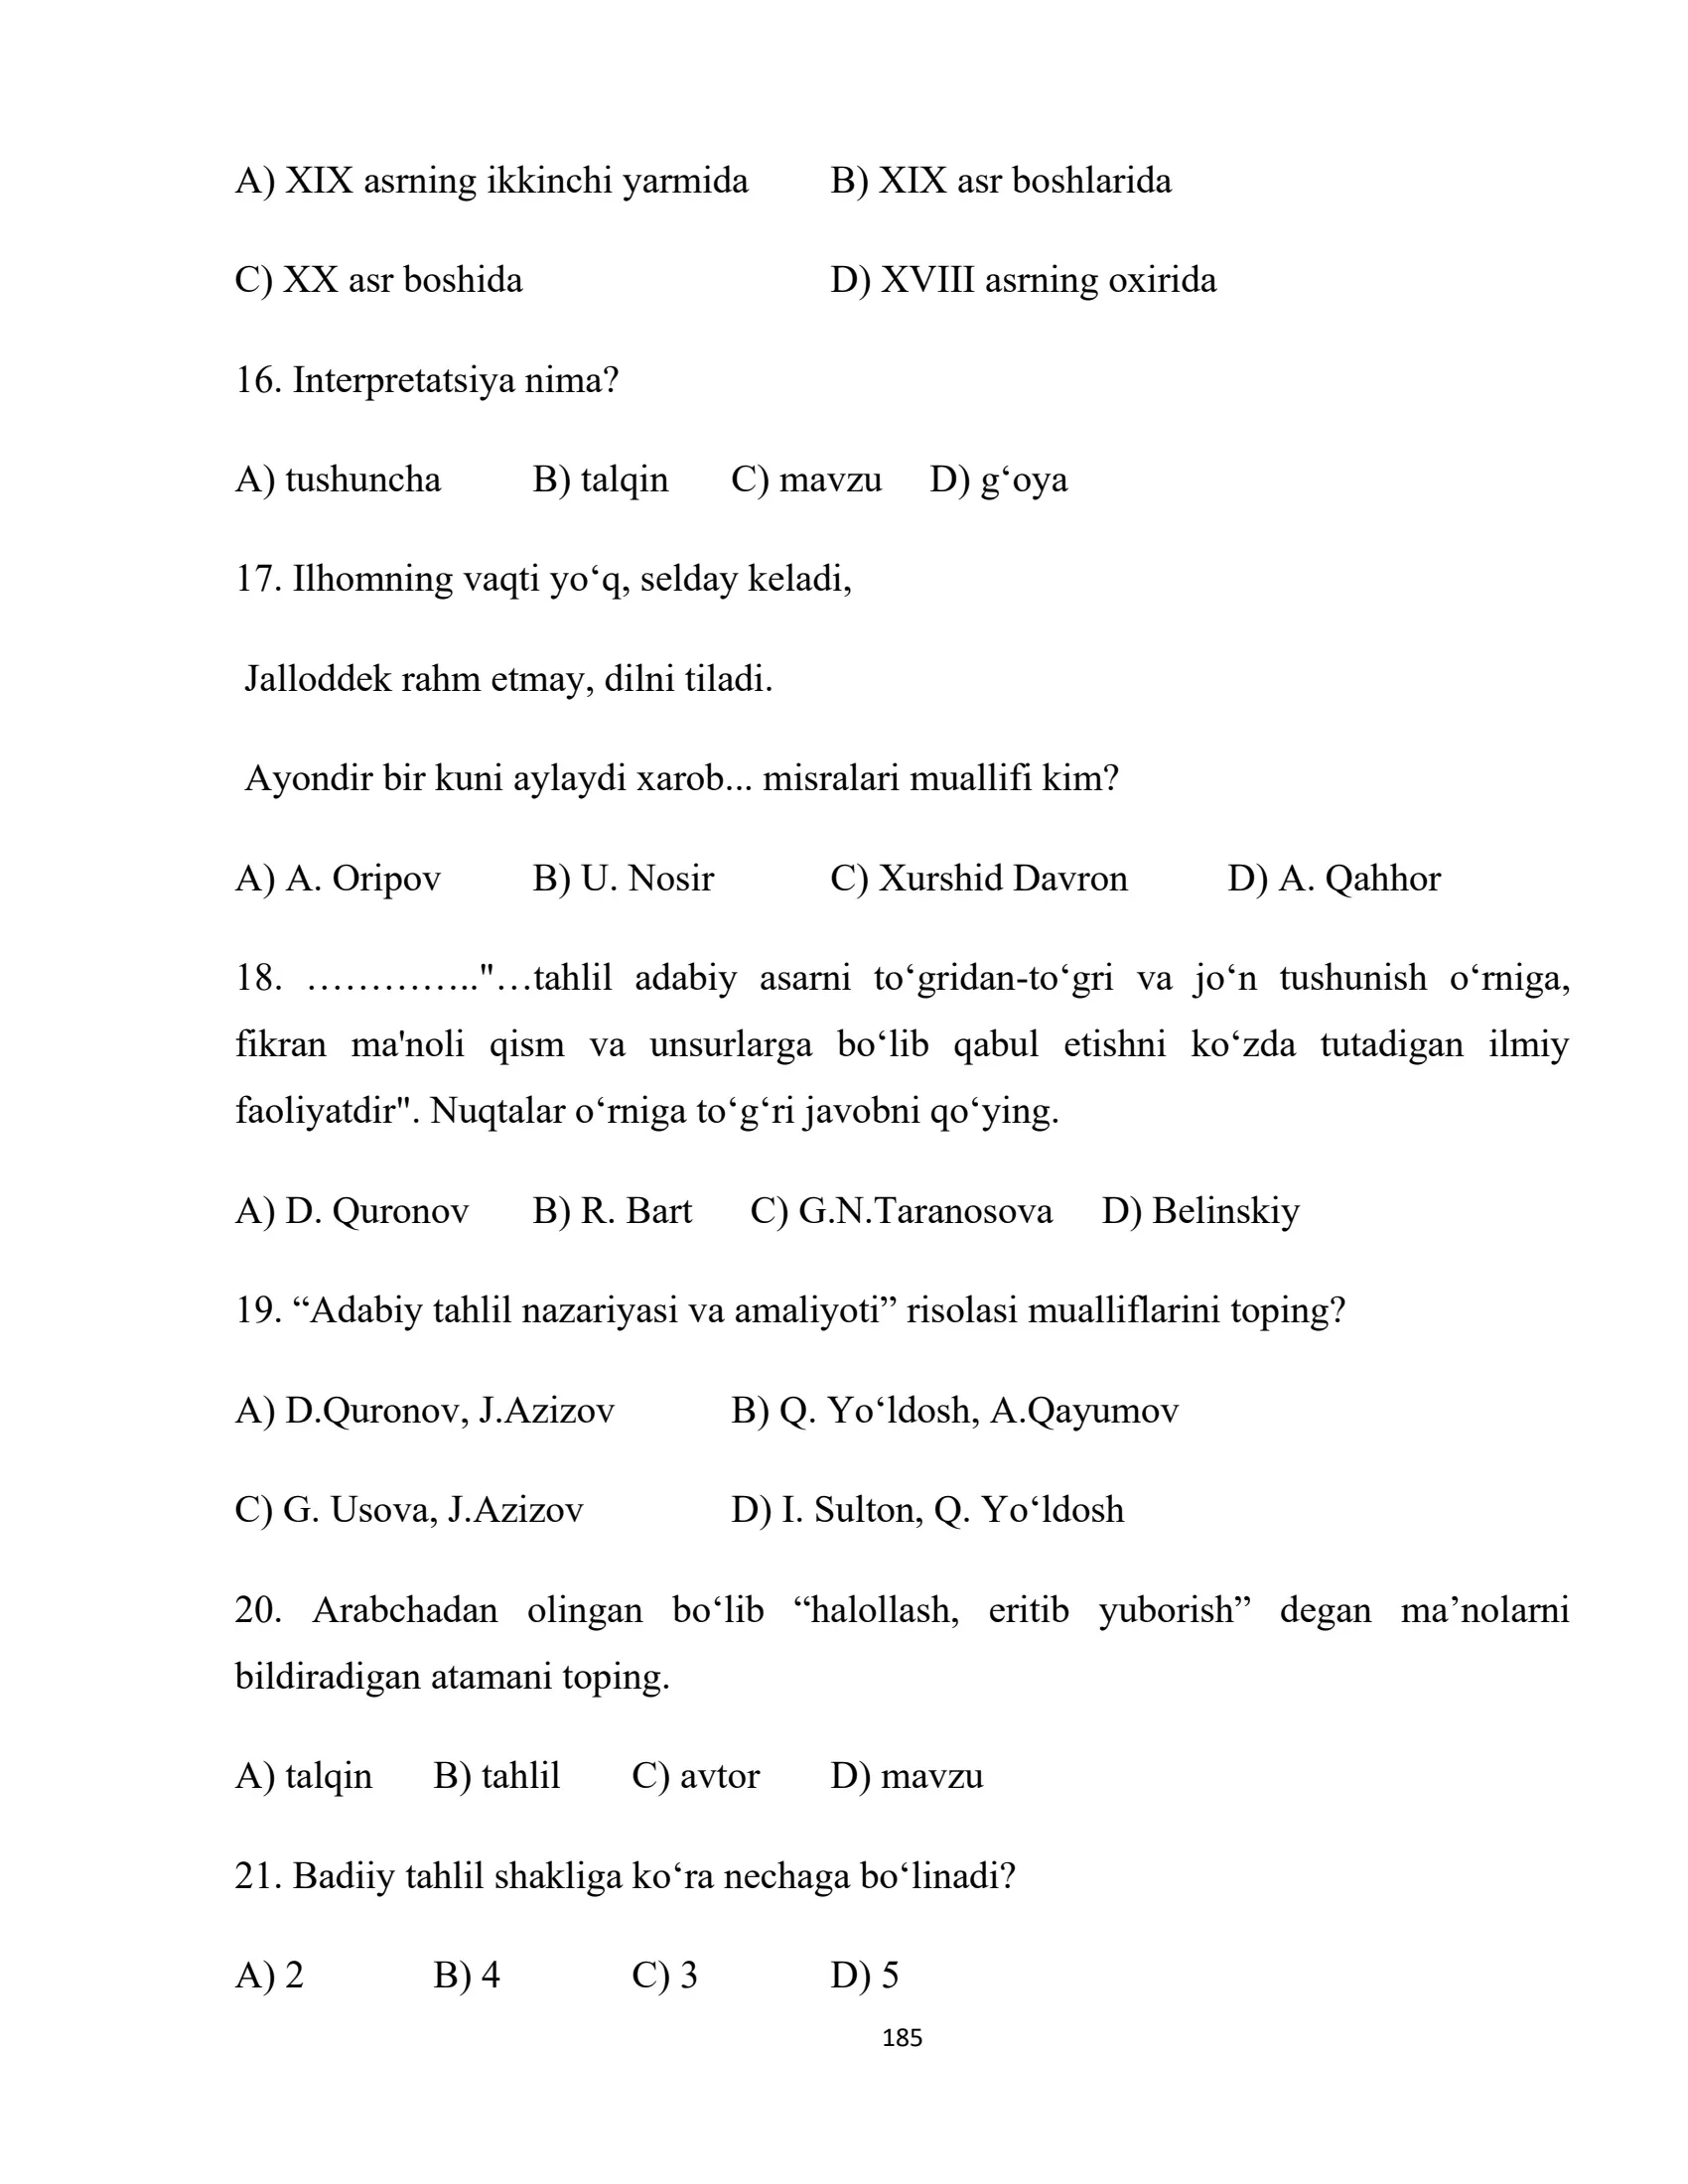 A) XIX asrning ikkinchi yarmida B) XIX asr boshlarida
C) XX asr boshida D) XVIII asrning oxirida
16. Interpretatsiya nima?
A) tushuncha B) talqin C) mavzu D) g‘oya
17. Ilhomning vaqti yo‘q, selday keladi,
Jalloddek rahm etmay, dilni tiladi.
Ayondir bir kuni aylaydi xarob... misralari muallifi kim?
A) A. Oripov B) U. Nosir C) Xurshid Davron D) A. Qahhor
18. ………….."…tahlil adabiy asarni to‘gridan-to‘gri va jo‘n tushunish o‘rniga,
fikran ma'noli qism va unsurlarga bo‘lib qabul etishni ko‘zda tutadigan ilmiy
faoliyatdir". Nuqtalar o‘rniga to‘g‘ri javobni qo‘ying.
A) D. Quronov B) R. Bart C) G.N.Taranosova D) Belinskiy
19. “Adabiy tahlil nazariyasi va amaliyoti” risolasi mualliflarini toping?
A) D.Quronov, J.Azizov B) Q. Yo‘ldosh, A.Qayumov
C) G. Usova, J.Azizov D) I. Sulton, Q. Yo‘ldosh
20. Arabchadan olingan bo‘lib “halollash, eritib yuborish” degan ma’nolarni
bildiradigan atamani toping.
A) talqin B) tahlil C) avtor D) mavzu
21. Badiiy tahlil shakliga ko‘ra nechaga bo‘linadi?
A) 2 B) 4 C) 3 D) 5
185